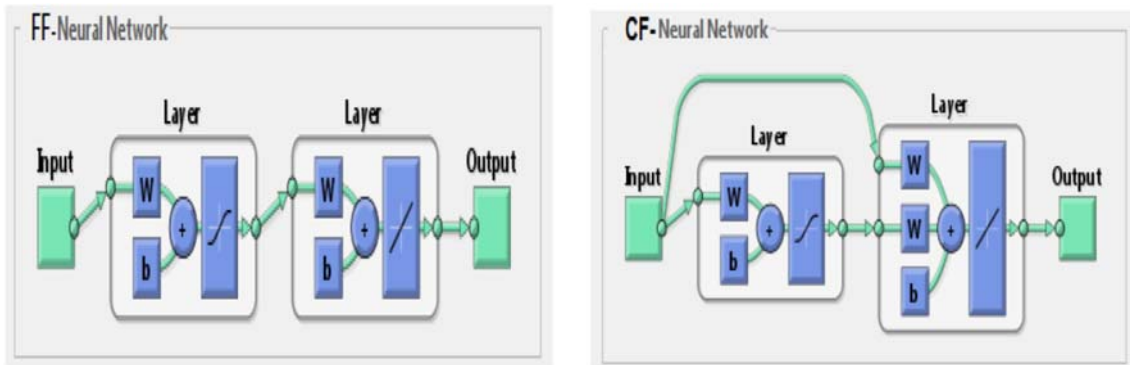 FF-Neural Network
Layer
Layer
Input
Output
W
b
+
W
b
+
CF-Neural Network
Layer
Layer
Input
Output
W
b
+
W
W
b
+